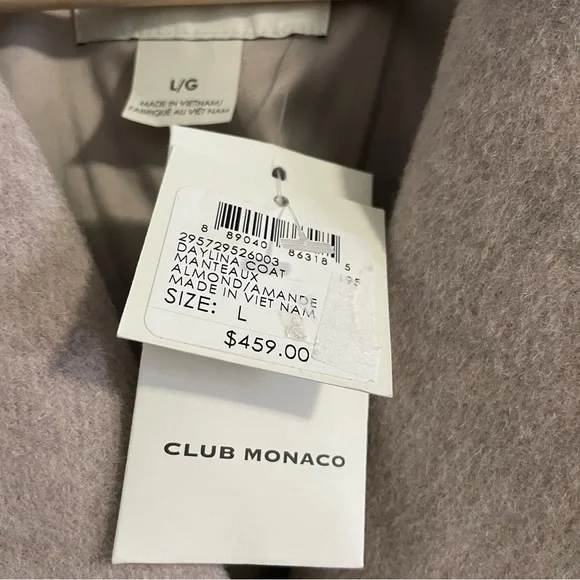 L/G
MADE IN VIETNAM/
FABRIQUÉ AU VIÊT NAM
8 89040 86318 5
295729526003
DAYLINA COAT
MANTEAUX
ALMOND/AMANDE
MADE IN VIET NAM
SIZE: L
$459.00
CLUB MONACO